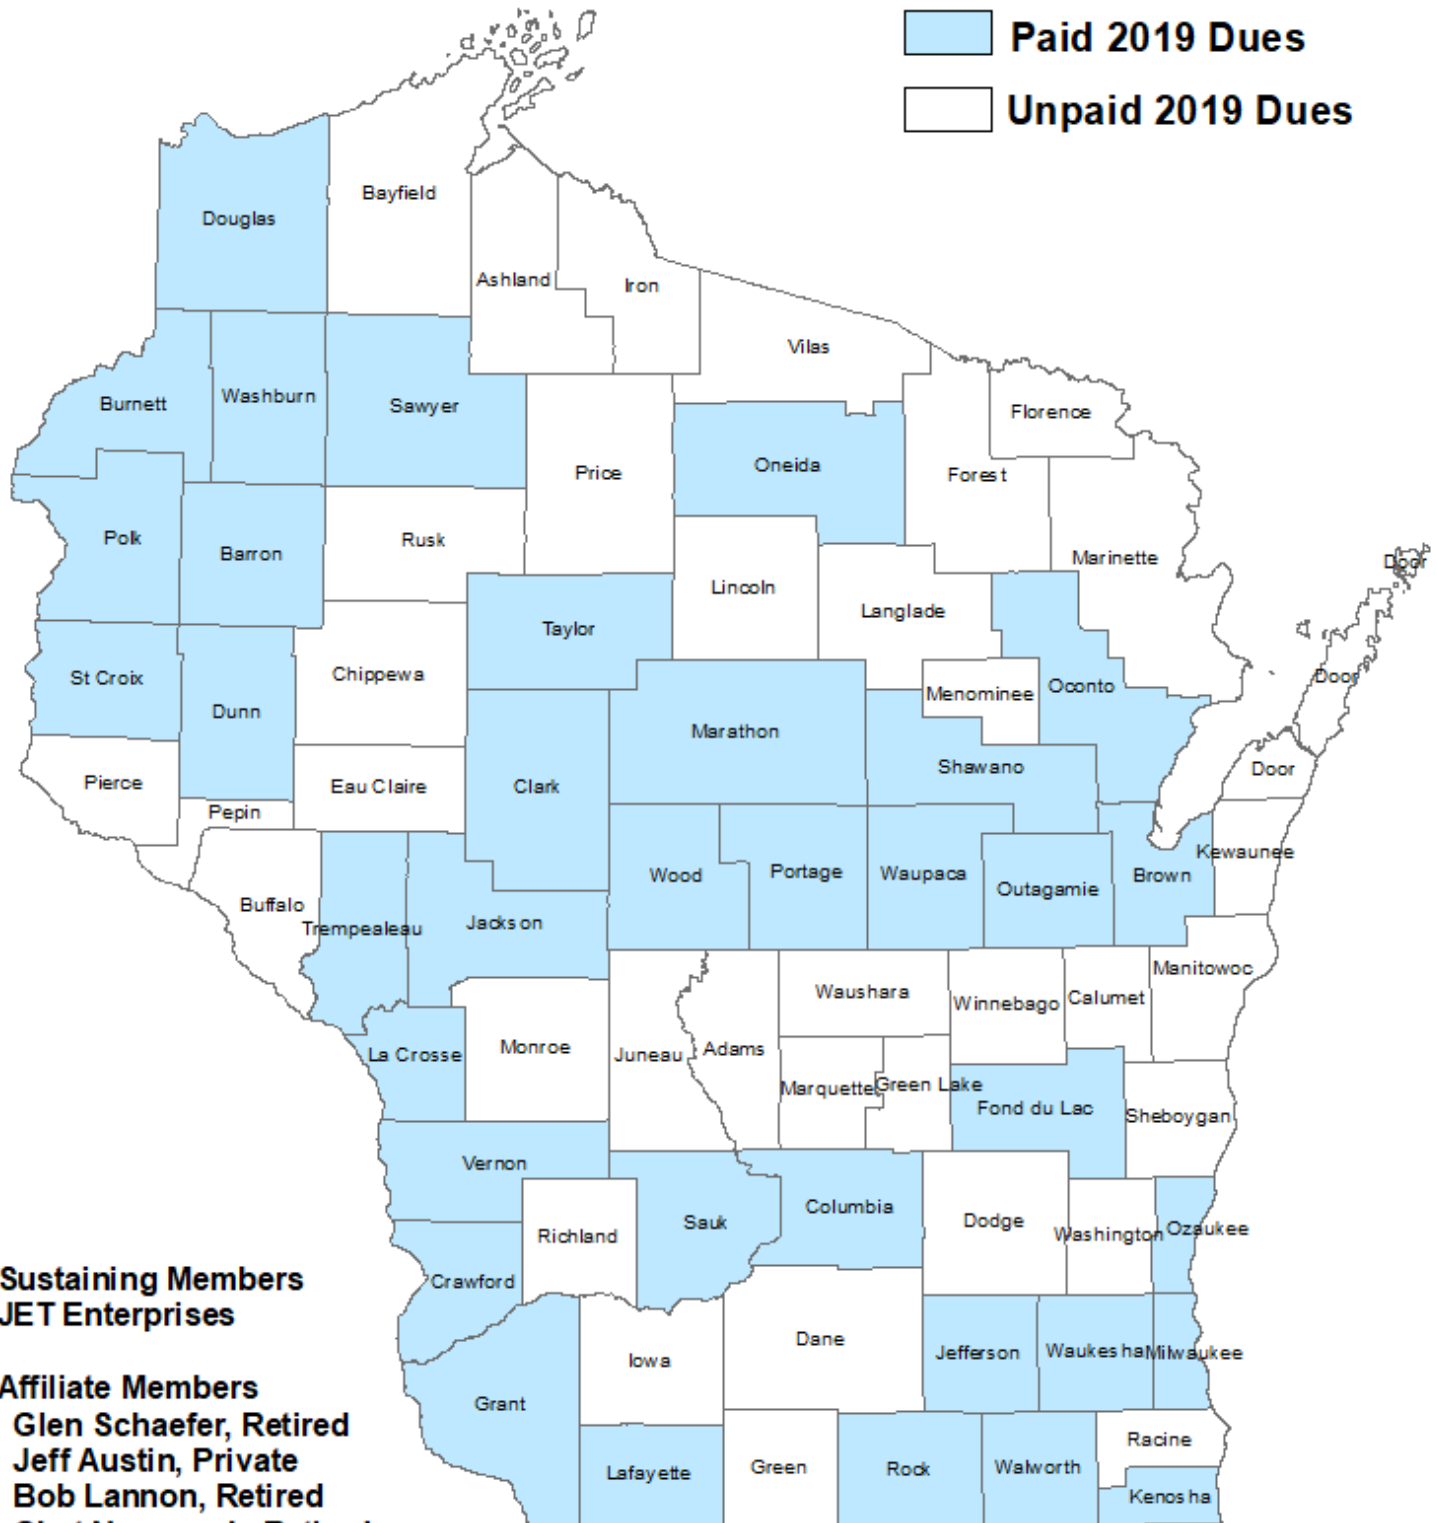 Paid 2019 Dues
Unpaid 2019 Dues
Bayfield
Douglas
Ashland
Iron
Vilas
Washburn
Burnett
Sawyer
Florence
Oneida
Price
Forest
Polk
Rusk
Barron
Marinette
Door
Lincoln
Langlade
Taylor
Chippewa
St Croix
Door
Oconto
Menominee
Dunn
Marathon
Shawano
Door
Pierce
Eau Claire
Clark
Pepin
Kewaunee
Portage
Waupaca
Wood
Brown
Outagamie
Buffalo
Jackson
Trempealeau
Manitowoc
Waushara
Calumet
Winnebago
Monroe
Adams
La Crosse
Juneau
Green Lake
Marquette
Fond du Lac
Sheboygan
Vernon
Columbia
Sauk
Dodge
Ozaukee
Washington
Richland
Crawford
Sustaining Members
JET Enterprises
Dane
Jefferson
Waukesha
Milwaukee
Iowa
Affiliate Members
Grant
Glen Schaefer, Retired
Racine
Jeff Austin, Private
Green
Rock
Walworth
Lafayette
Bob Lannon, Retired
Kenosha